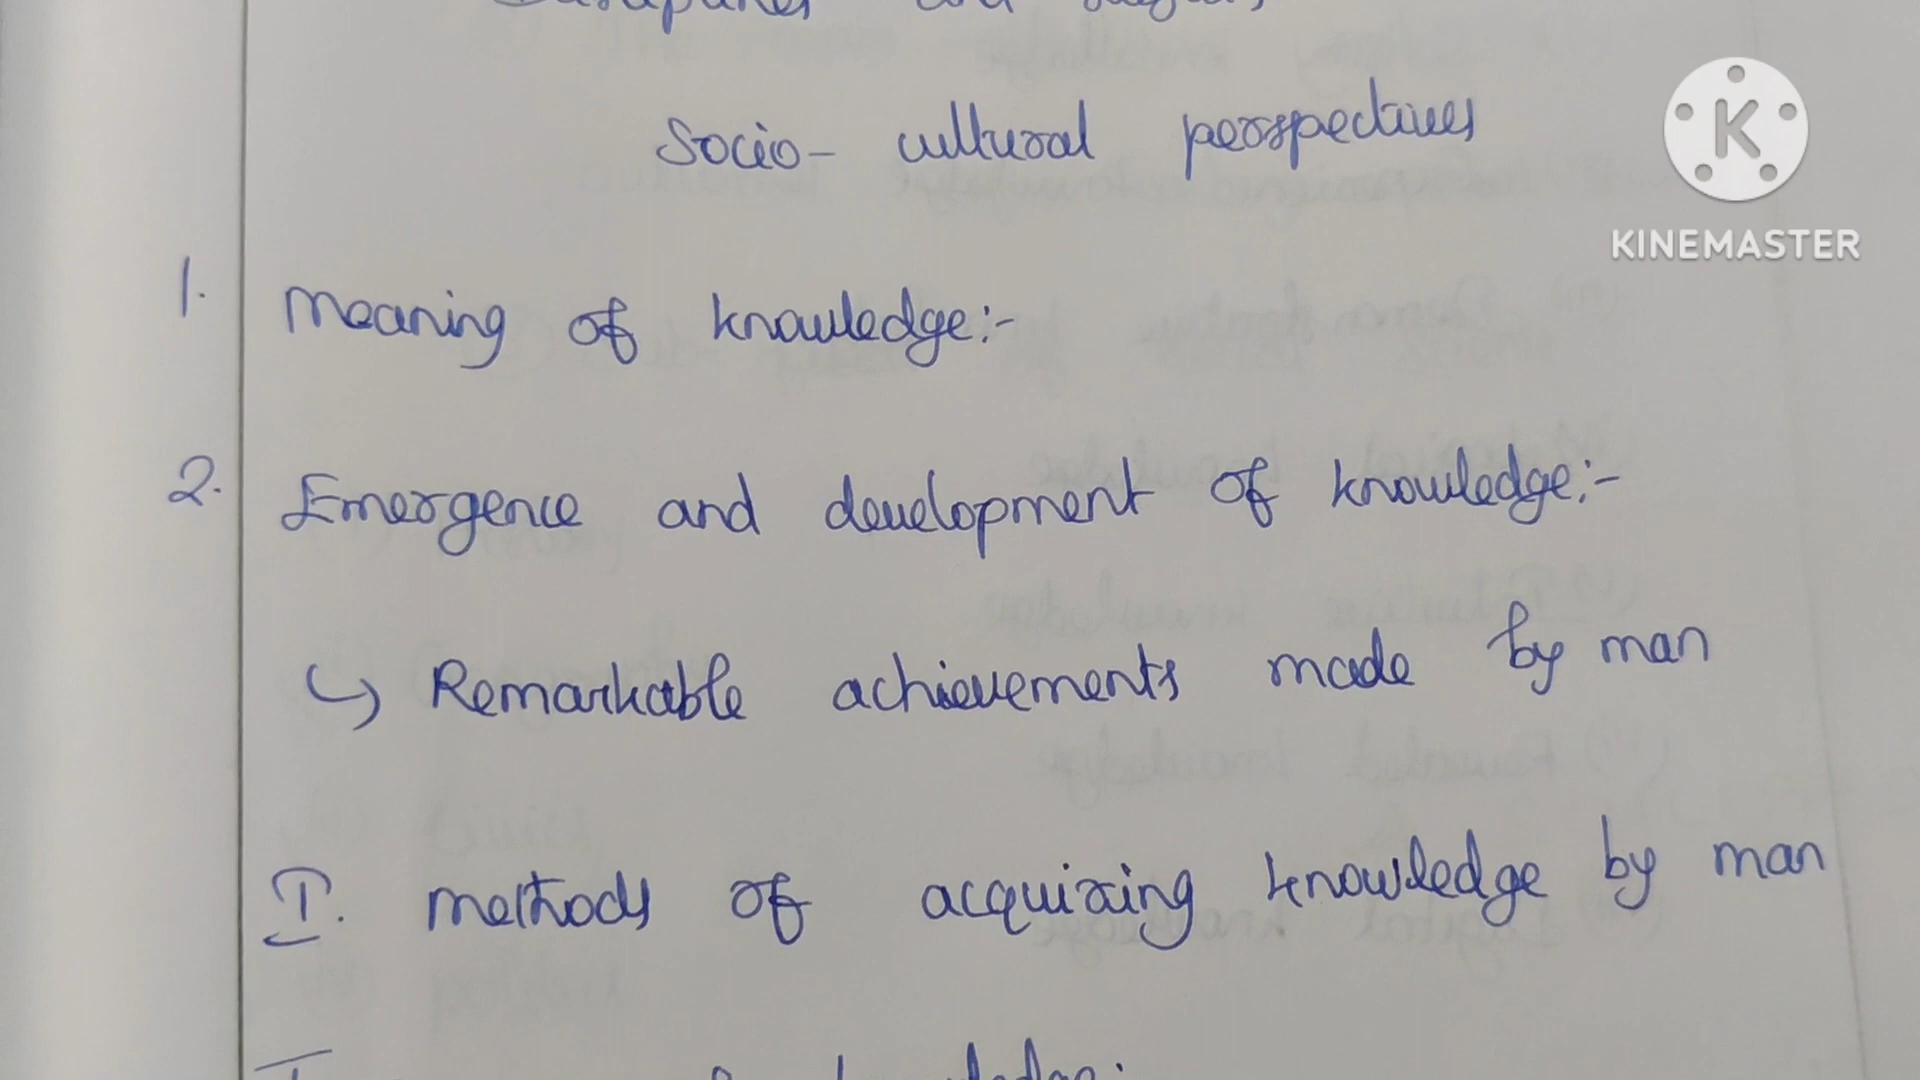 Socio- cultural perspectives
KINEMASTER
1. Meaning of knowledge:-
2. Emergence and development of knowledge:-
↳ Remarkable achievements made by man
I. methods of acquiring knowledge by man